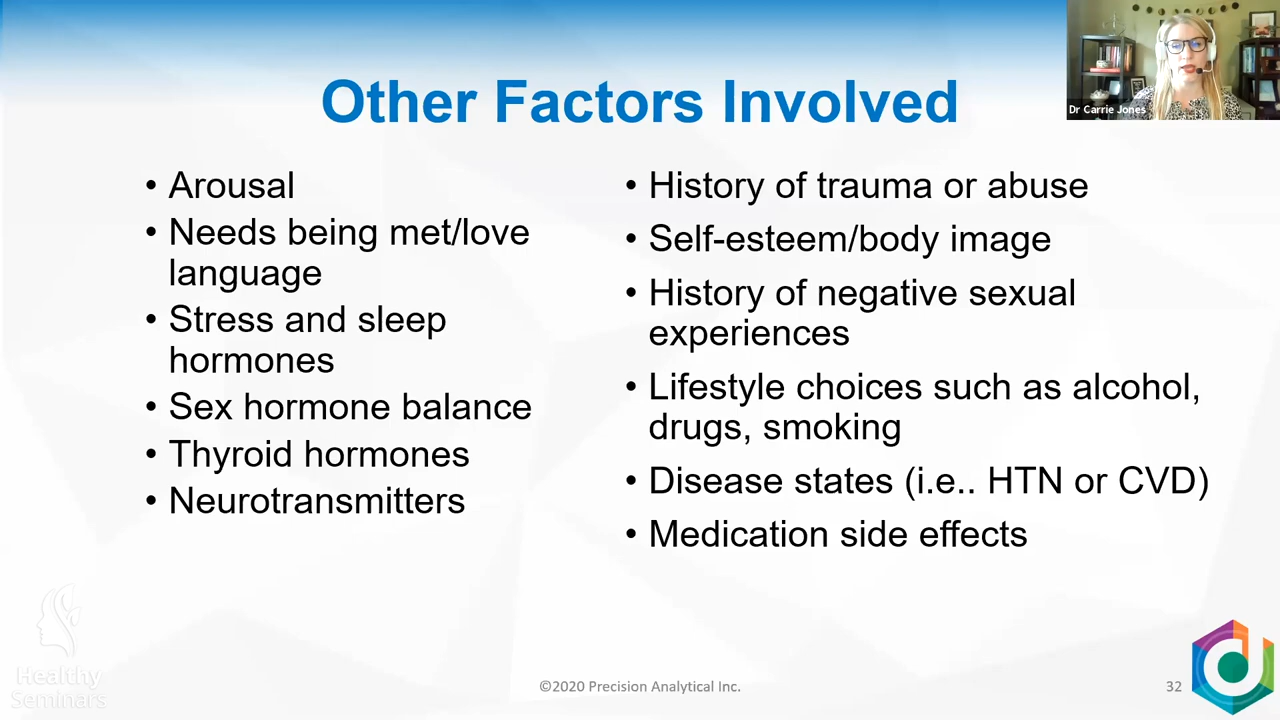 Other Factors Involved
Dr Carrie Jones
• Arousal
• Needs being met/love
language
• Stress and sleep
hormones
• Sex hormone balance
• Thyroid hormones
• Neurotransmitters
• History of trauma or abuse
• Self-esteem/body image
• History of negative sexual
experiences
• Lifestyle choices such as alcohol,
drugs, smoking
• Disease states (i.e.. HTN or CVD)
• Medication side effects
Healthy
Seminars
©2020 Precision Analytical Inc.
32